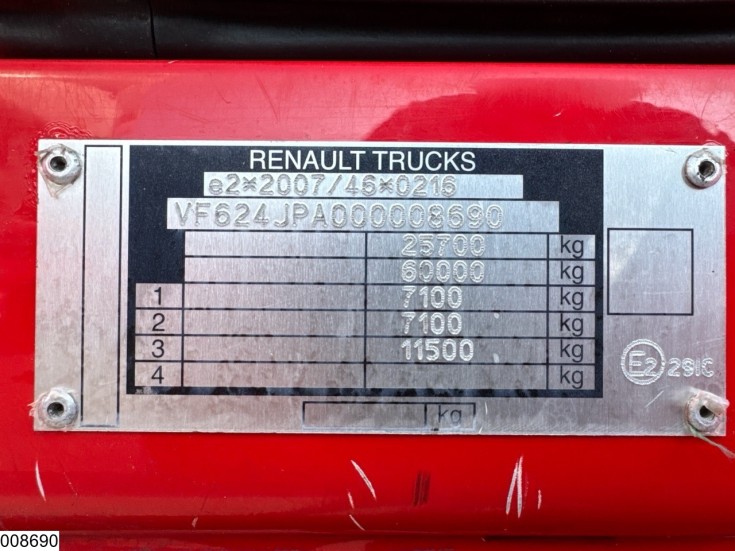 RENAULT TRUCKS
e2*2007/46*0216
VF624JPA000008690
25700 kg
60000 kg
1 7100 kg
2 7100 kg
3 11500 kg
4 kg
kg
E2 29IC
008690